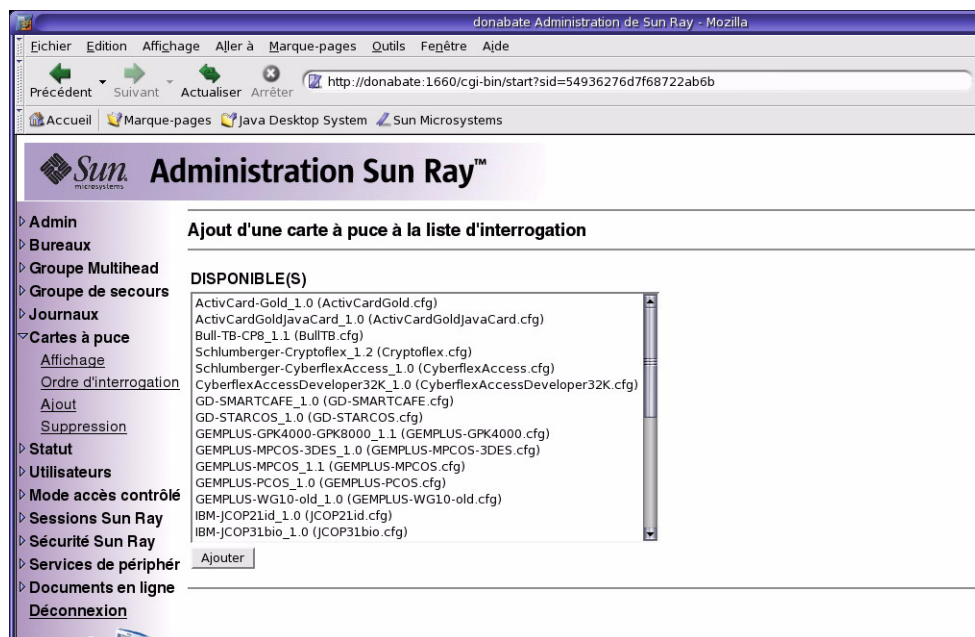 donabate Administration de Sun Ray - Mozilla
Fichier Edition Affichage Aller à Marque-pages Outils Fenêtre Aide
Précédent Suivant Actualiser Arrêter http://donabate:1660/cgi-bin/start?sid=54936276d7f68722ab6b
Accueil Marque-pages Java Desktop System Sun Microsystems
Sun microsystems Administration Sun Ray™
Admin
Bureaux
Groupe Multihead
Groupe de secours
Journaux
Cartes à puce
Affichage
Ordre d'interrogation
Ajout
Suppression
Statut
Utilisateurs
Mode accès contrôlé
Sessions Sun Ray
Sécurité Sun Ray
Services de périphér
Documents en ligne
Déconnexion
Ajout d'une carte à puce à la liste d'interrogation
DISPONIBLE(S)
ActivCard-Gold_1.0 (ActivCardGold.cfg)
ActivCardGoldJavaCard_1.0 (ActivCardGoldJavaCard.cfg)
Bull-TB-CP8_1.1 (BullTB.cfg)
Schlumberger-Cryptoflex_1.2 (Cryptoflex.cfg)
Schlumberger-CyberflexAccess_1.0 (CyberflexAccess.cfg)
CyberflexAccessDeveloper32K_1.0 (CyberflexAccessDeveloper32K.cfg)
GD-SMARTCAFE_1.0 (GD-SMARTCAFE.cfg)
GD-STARCOS_1.0 (GD-STARCOS.cfg)
GEMPLUS-GPK4000-GPK8000_1.1 (GEMPLUS-GPK4000.cfg)
GEMPLUS-MPCOS-3DES_1.0 (GEMPLUS-MPCOS-3DES.cfg)
GEMPLUS-MPCOS_1.1 (GEMPLUS-MPCOS.cfg)
GEMPLUS-PCOS_1.0 (GEMPLUS-PCOS.cfg)
GEMPLUS-WG10-old_1.0 (GEMPLUS-WG10-old.cfg)
IBM-JCOP21id_1.0 (JCOP21id.cfg)
IBM-JCOP31bio_1.0 (JCOP31bio.cfg)
Ajouter